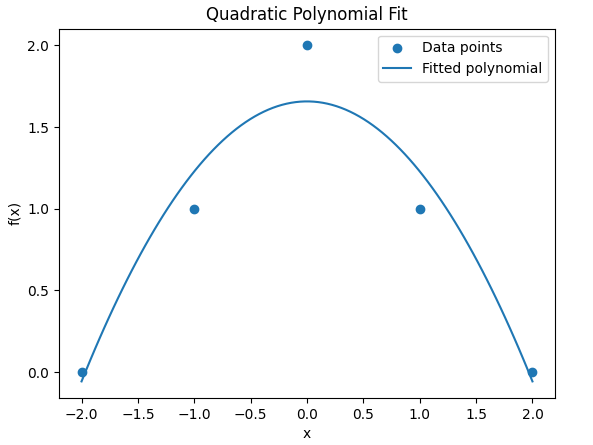 Quadratic Polynomial Fit
Data points
Fitted polynomial
f(x)
2.0
1.5
1.0
0.5
0.0
−2.0 −1.5 −1.0 −0.5 0.0 0.5 1.0 1.5 2.0
x